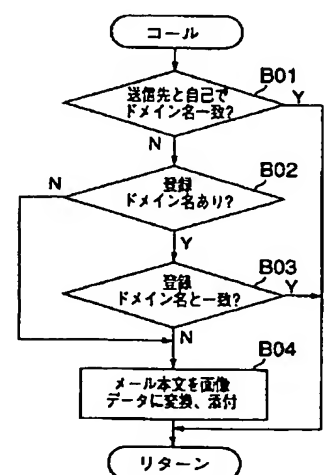 コール
B01
送信先と自己で
ドメイン名一致?
Y
N
B02
N
登録
ドメイン名あり?
Y
B03
登録
ドメイン名と一致?
Y
N
B04
メール本文を画像
データに変換、添付
リターン